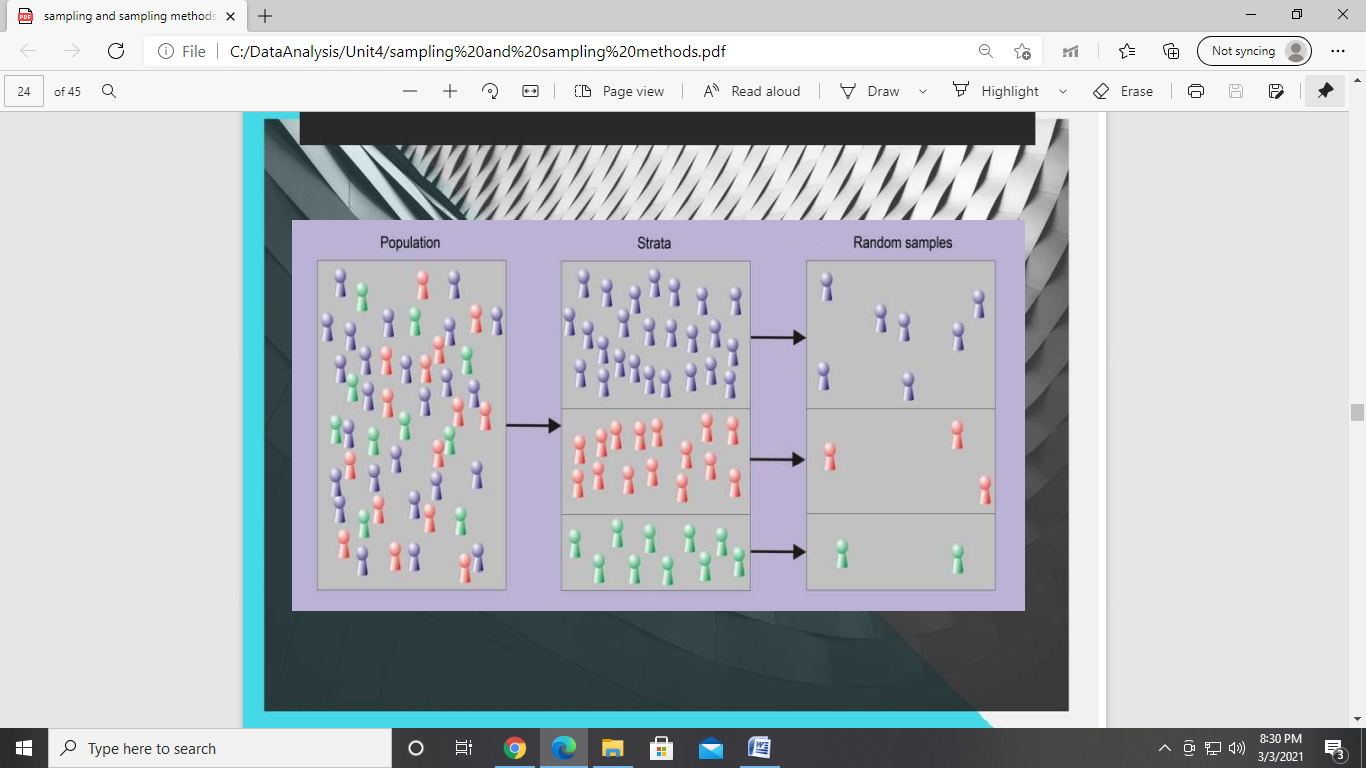 sampling and sampling methods
File
C:/DataAnalysis/Unit4/sampling%20and%20sampling%20methods.pdf
Not syncing
24 of 45
Page view
Read aloud
Draw
Highlight
Erase
Population
Strata
Random samples
Type here to search
8:30 PM
3/3/2021
3